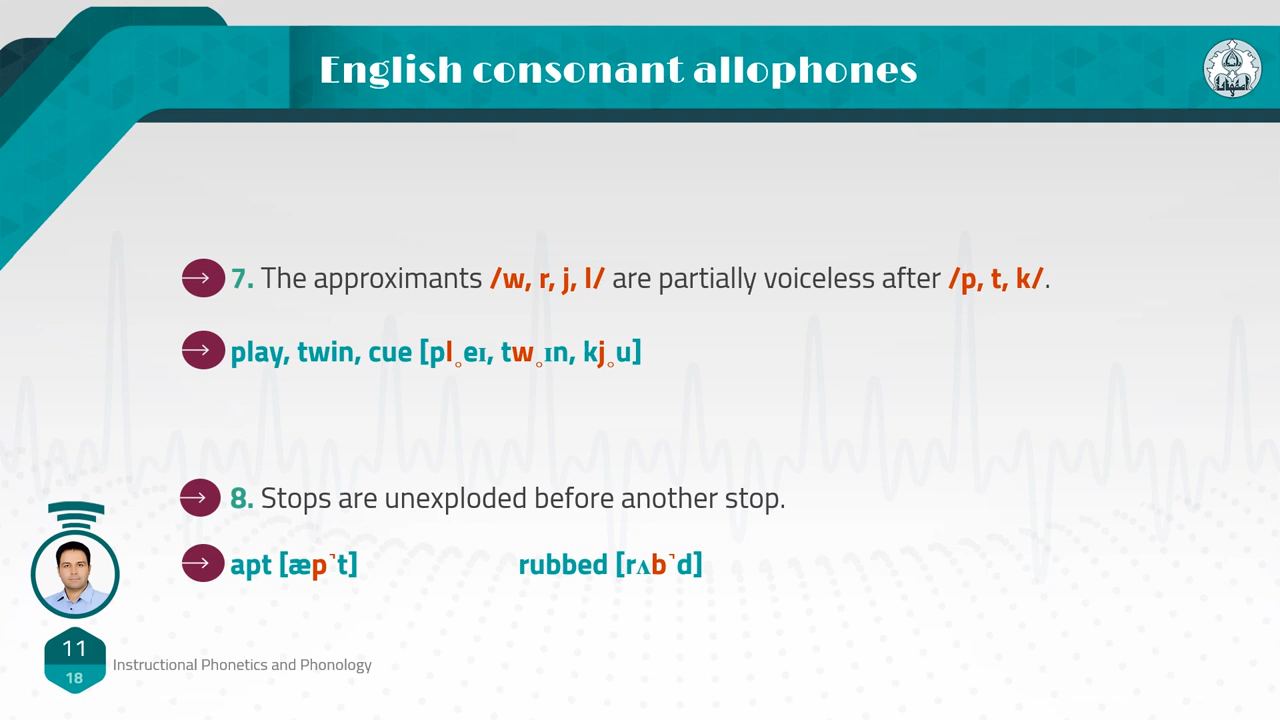 English consonant allophones
7. The approximants /w, r, j, l/ are partially voiceless after /p, t, k/.
play, twin, cue [pl̥eɪ, tw̥ɪn, kj̥u]
8. Stops are unexploded before another stop.
apt [æp̚t] rubbed [rʌb̚d]
11
18
Instructional Phonetics and Phonology